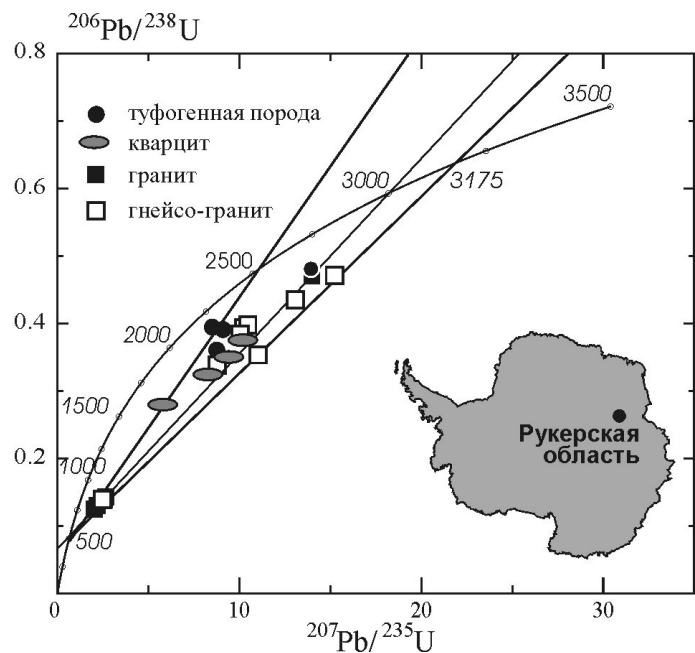 206Pb/238U
0.8
3500
туфогенная порода
кварцит
гранит
гнейсо-гранит
0.6
3000
3175
2500
0.4
2000
1500
Рукерская
область
0.2
1000
500
0
10
20
30
207Pb/235U